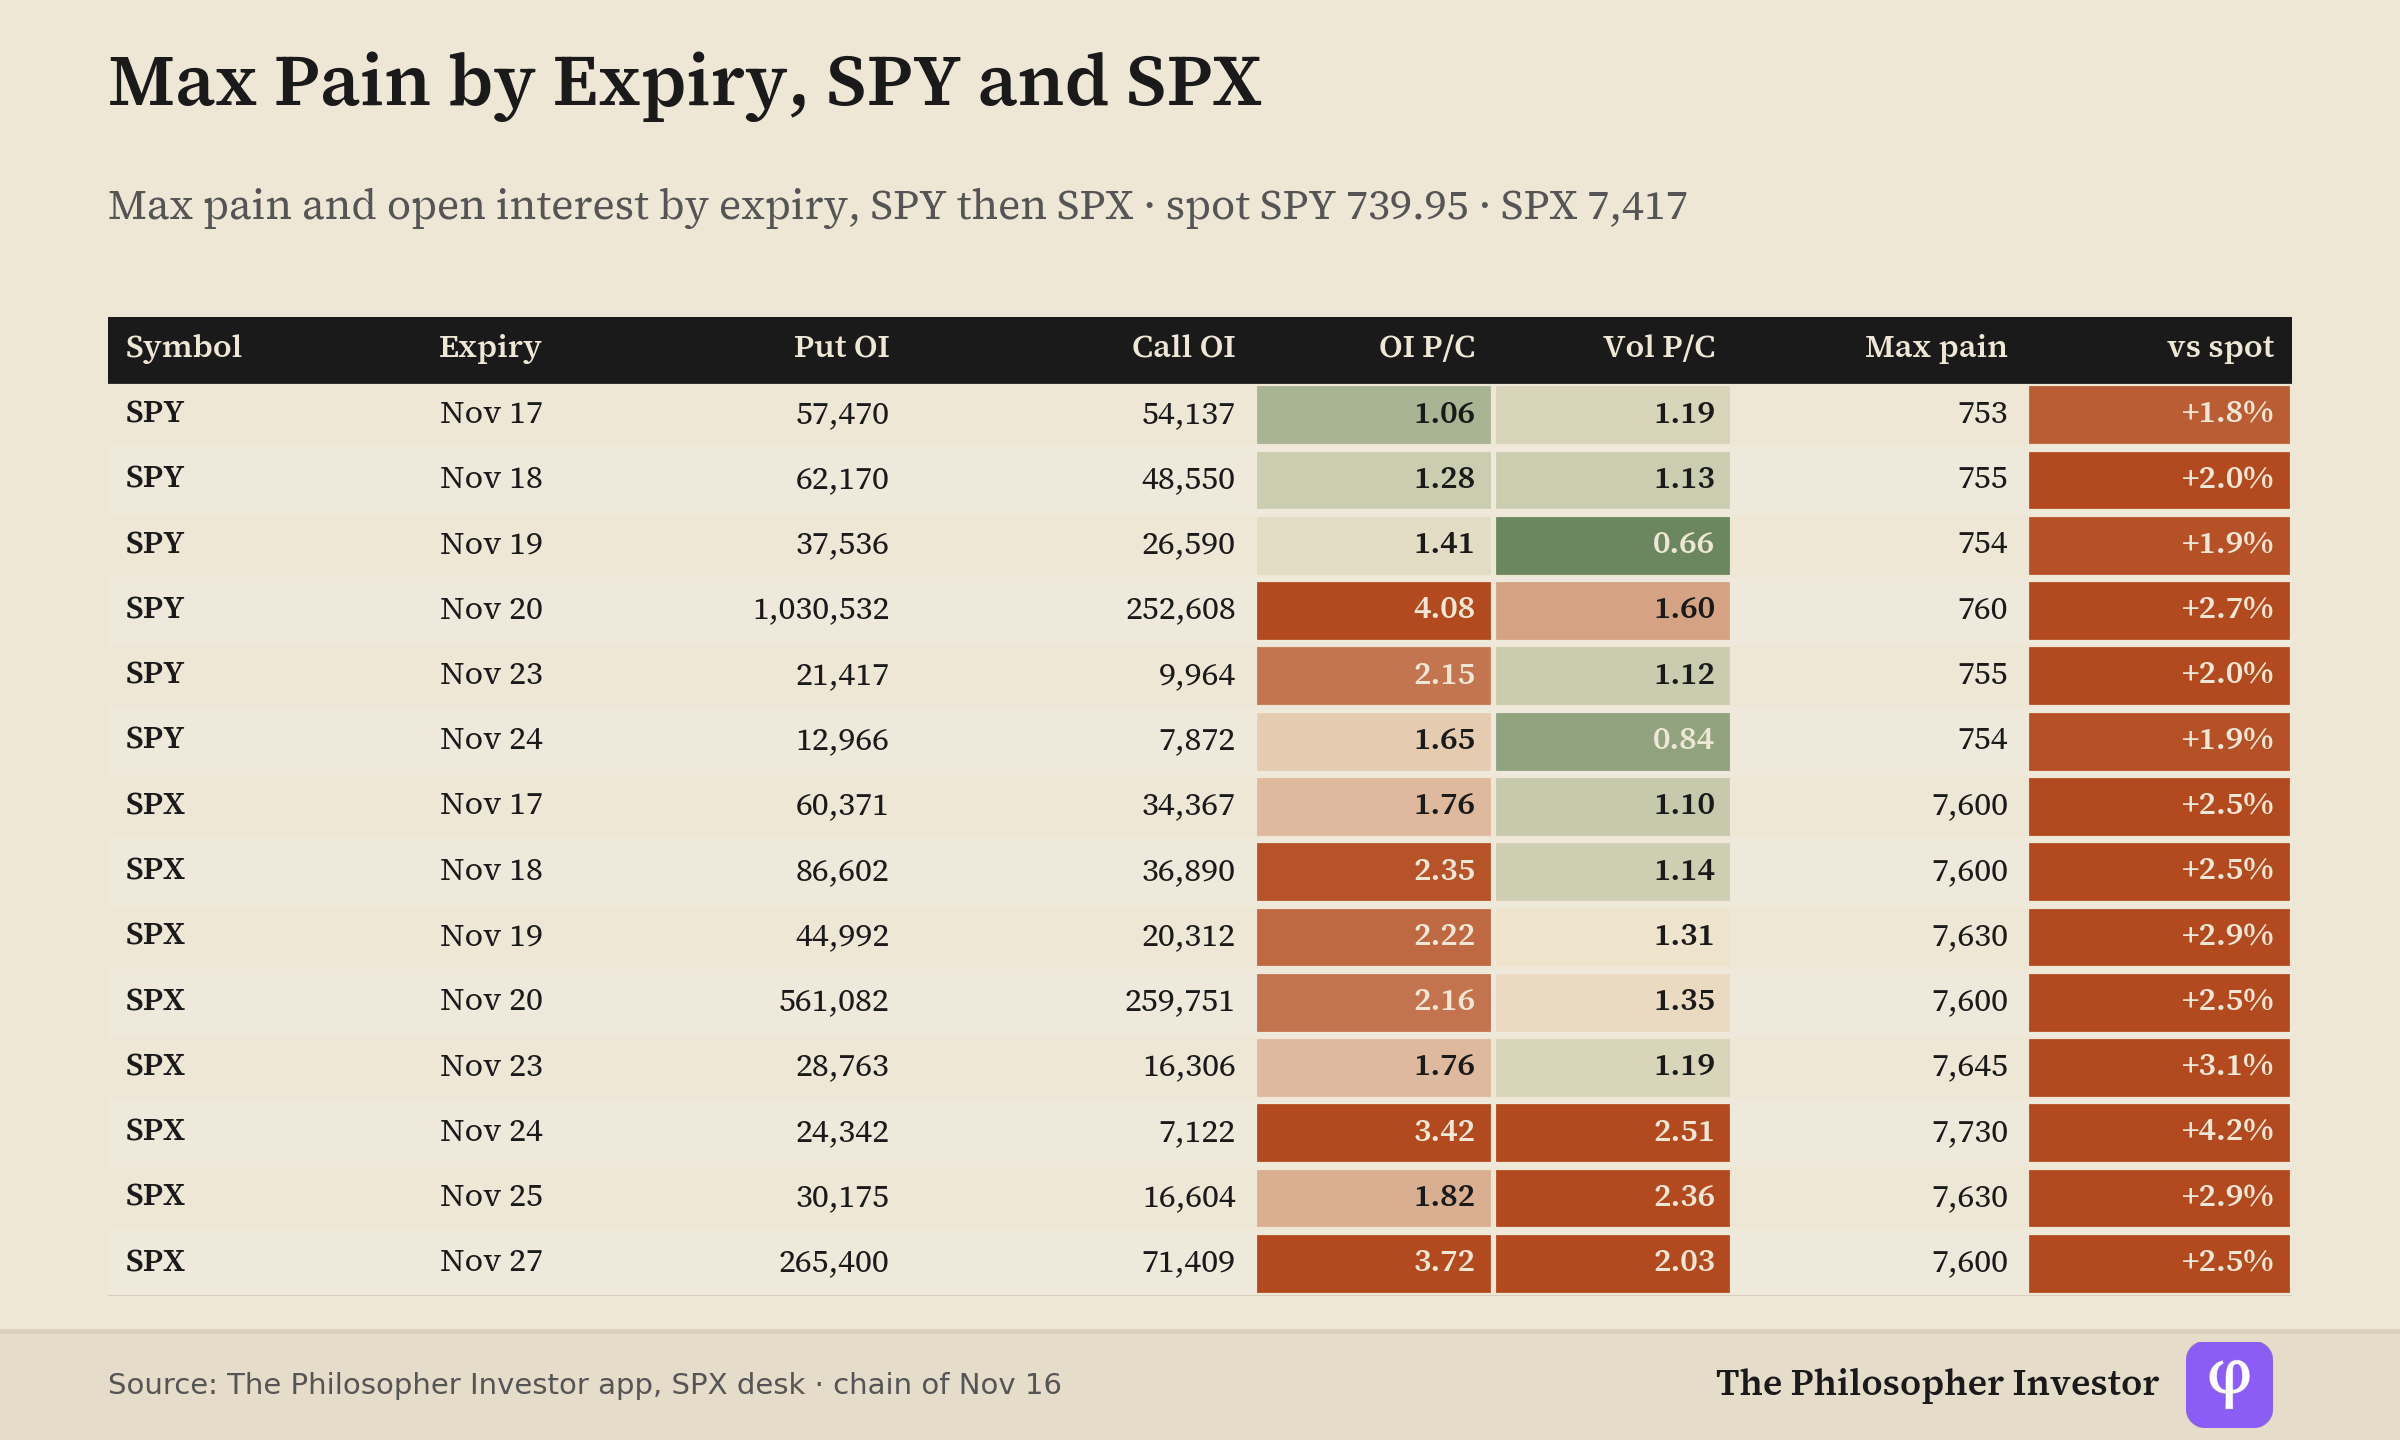 Max Pain by Expiry, SPY and SPX
Max pain and open interest by expiry, SPY then SPX · spot SPY 739.95 · SPX 7,417
Symbol Expiry Put OI Call OI OI P/C Vol P/C Max pain vs spot
SPY Nov 17 57,470 54,137 1.06 1.19 753 +1.8%
SPY Nov 18 62,170 48,550 1.28 1.13 755 +2.0%
SPY Nov 19 37,536 26,590 1.41 0.66 754 +1.9%
SPY Nov 20 1,030,532 252,608 4.08 1.60 760 +2.7%
SPY Nov 23 21,417 9,964 2.15 1.12 755 +2.0%
SPY Nov 24 12,966 7,872 1.65 0.84 754 +1.9%
SPX Nov 17 60,371 34,367 1.76 1.10 7,600 +2.5%
SPX Nov 18 86,602 36,890 2.35 1.14 7,600 +2.5%
SPX Nov 19 44,992 20,312 2.22 1.31 7,630 +2.9%
SPX Nov 20 561,082 259,751 2.16 1.35 7,600 +2.5%
SPX Nov 23 28,763 16,306 1.76 1.19 7,645 +3.1%
SPX Nov 24 24,342 7,122 3.42 2.51 7,730 +4.2%
SPX Nov 25 30,175 16,604 1.82 2.36 7,630 +2.9%
SPX Nov 27 265,400 71,409 3.72 2.03 7,600 +2.5%
Source: The Philosopher Investor app, SPX desk · chain of Nov 16
The Philosopher Investor φ